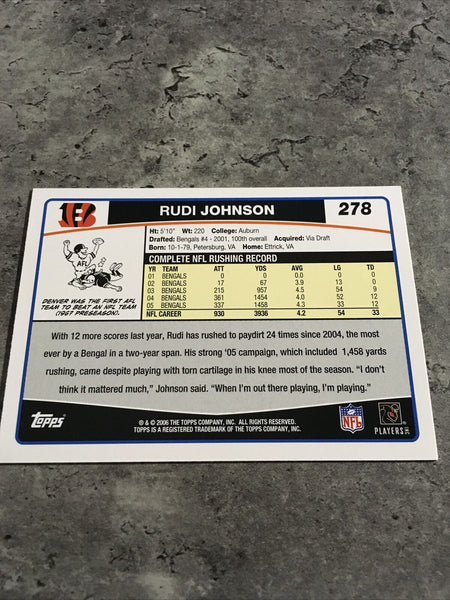 RUDI JOHNSON 278
Ht: 5'10" Wt: 220 College: Auburn
Drafted: Bengals #4 - 2001, 100th overall Acquired: Via Draft
Born: 10-1-79, Petersburg, VA Home: Ettrick, VA
COMPLETE NFL RUSHING RECORD
YR TEAM ATT YDS AVG LG TD
01 BENGALS 0 0 0 0 0
02 BENGALS 17 67 3.9 13 0
03 BENGALS 215 957 4.5 54 9
04 BENGALS 361 1454 4.0 52 12
05 BENGALS 337 1458 4.3 33 12
NFL CAREER 930 3936 4.2 54 33
AFL
DENVER WAS THE FIRST AFL
TEAM TO BEAT AN NFL TEAM
(1967 PRESEASON).
With 12 more scores last year, Rudi has rushed to paydirt 24 times since 2004, the most
ever by a Bengal in a two-year span. His strong '05 campaign, which included 1,458 yards
rushing, came despite playing with torn cartilage in his knee most of the season. "I don't
think it mattered much," Johnson said. "When I'm out there playing, I'm playing."
Topps
® & © 2006 THE TOPPS COMPANY, INC. ALL RIGHTS RESERVED.
TOPPS IS A REGISTERED TRADEMARK OF THE TOPPS COMPANY, INC.
NFL
PLAYERS INC